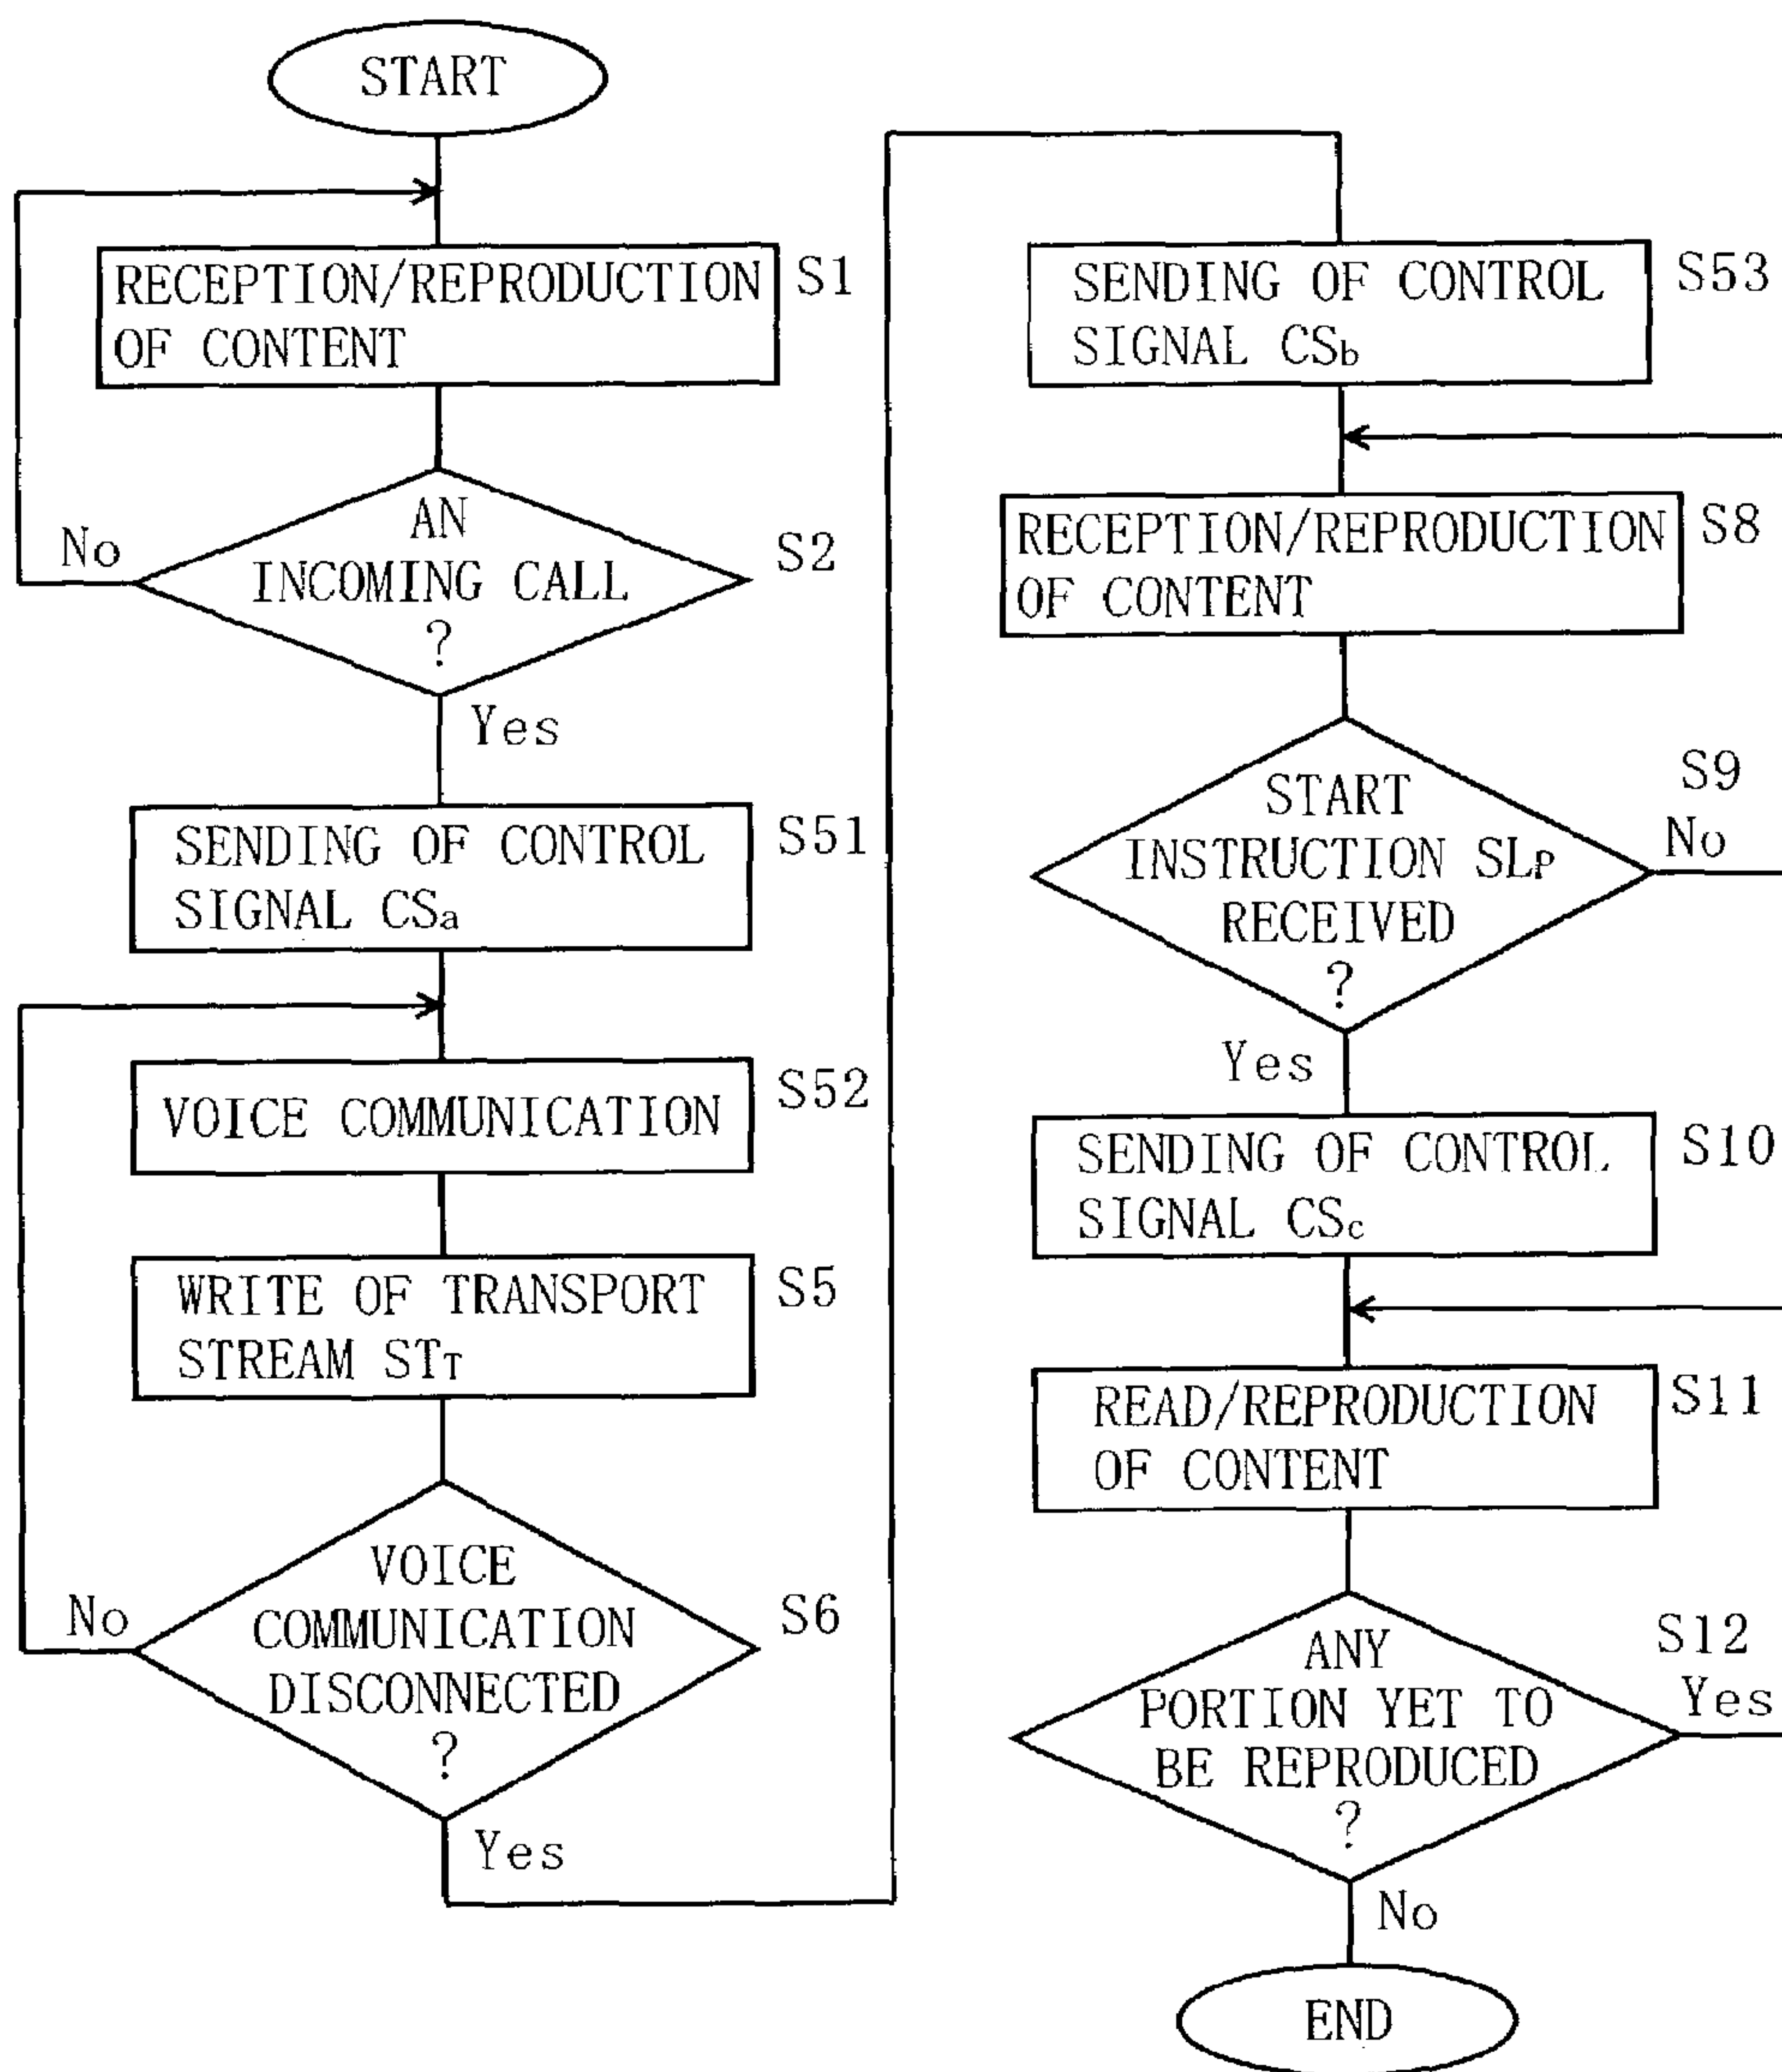 START
RECEPTION/REPRODUCTION
OF CONTENT
S1
AN
INCOMING CALL
?
S2
No
Yes
SENDING OF CONTROL
SIGNAL CSa
S51
VOICE COMMUNICATION
S52
WRITE OF TRANSPORT
STREAM STT
S5
VOICE
COMMUNICATION
DISCONNECTED
?
S6
No
Yes
SENDING OF CONTROL
SIGNAL CSb
S53
RECEPTION/REPRODUCTION
OF CONTENT
S8
START
INSTRUCTION SLP
RECEIVED
?
S9
No
Yes
SENDING OF CONTROL
SIGNAL CSc
S10
READ/REPRODUCTION
OF CONTENT
S11
ANY
PORTION YET TO
BE REPRODUCED
?
S12
Yes
No
END